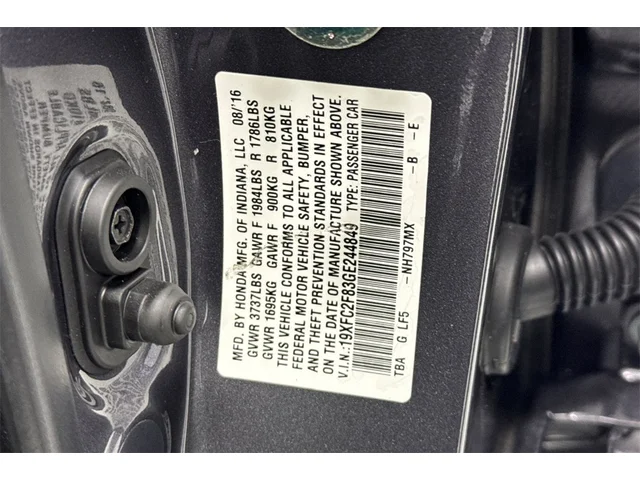 MFD. BY HONDA MFG. OF INDIANA, LLC 08/'16
GVWR 3737LBS GAWR F 1984LBS R 1786LBS
GVWR 1695KG GAWR F 900KG R 810KG
THIS VEHICLE CONFORMS TO ALL APPLICABLE
FEDERAL MOTOR VEHICLE SAFETY, BUMPER,
AND THEFT PREVENTION STANDARDS IN EFFECT
ON THE DATE OF MANUFACTURE SHOWN ABOVE.
V.I.N.: 19XFC2F83GE244849 TYPE: PASSENGER CAR
TBA G LF5 -NH797MX -B -E